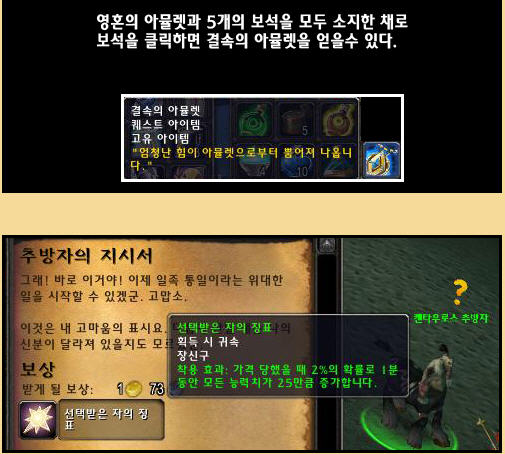 영혼의 아뮬렛과 5개의 보석을 모두 소지한 채로
보석을 클릭하면 결속의 아뮬렛을 얻을수 있다.
결속의 아뮬렛
퀘스트 아이템
고유 아이템
"엄청난 힘이 아뮬렛으로부터 뿜어져 나옵니
다."
5
4
10
추방자의 지시서
그래! 바로 이거야! 이제 일족 통일이라는 위대한
일을 시작할 수 있겠군. 고맙소.
이것은 내 고마움의 표시요.
신분이 달라져 있을지도 모르
선택받은 자의 징표
획득 시 귀속
장신구
착용 효과: 가격 당했을 때 2%의 확률로 1분
동안 모든 능력치가 25만큼 증가합니다.
보상
받게 될 보상: 1 73
선택받은 자의 징
표
켄타우로스 추방자